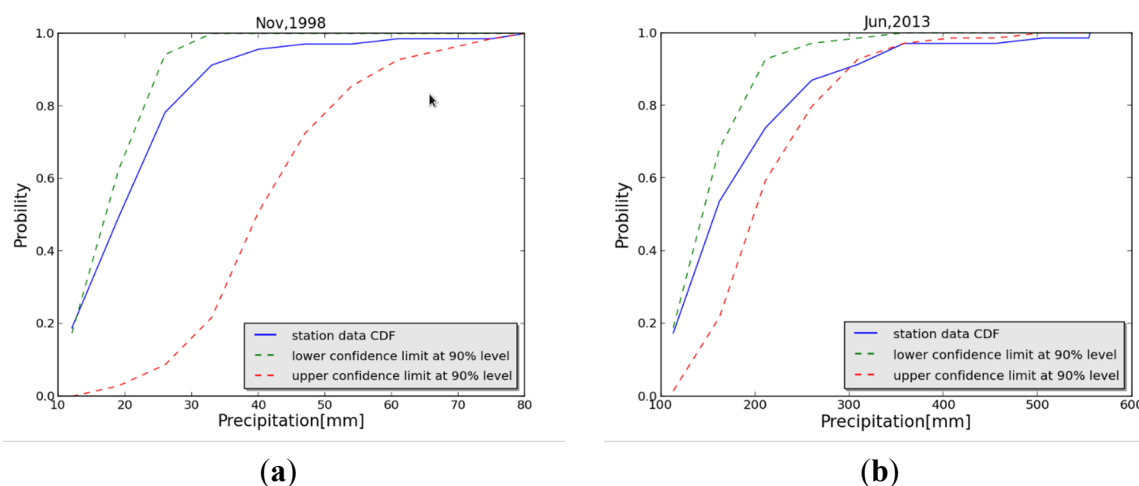 Nov,1998
1.0
0.8
0.6
0.4
0.2
0.0
Probility
10 20 30 40 50 60 70 80
Precipitation[mm]
station data CDF
lower confidence limit at 90% level
upper confidence limit at 90% level
(a)
Jun,2013
1.0
0.8
0.6
0.4
0.2
0.0
Probility
100 200 300 400 500 600
Precipitation[mm]
station data CDF
lower confidence limit at 90% level
upper confidence limit at 90% level
(b)